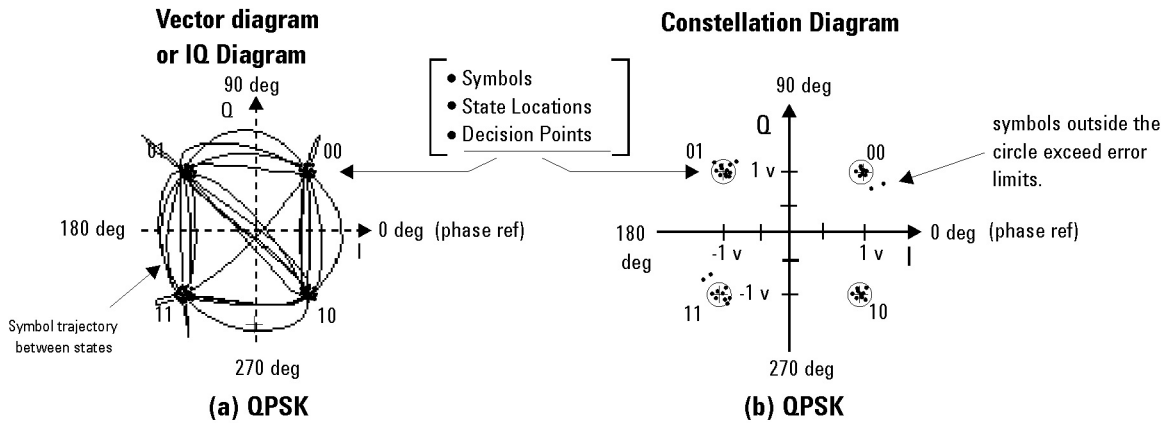 Vector diagram
or IQ Diagram
90 deg
Q
01
00
180 deg
0 deg (phase ref)
I
11
10
Symbol trajectory
between states
270 deg
(a) QPSK
• Symbols
• State Locations
• Decision Points
Constellation Diagram
90 deg
Q
01
00
1 v
symbols outside the
circle exceed error
limits.
180
deg
-1 v
1 v
I
0 deg (phase ref)
-1 v
11
10
270 deg
(b) QPSK